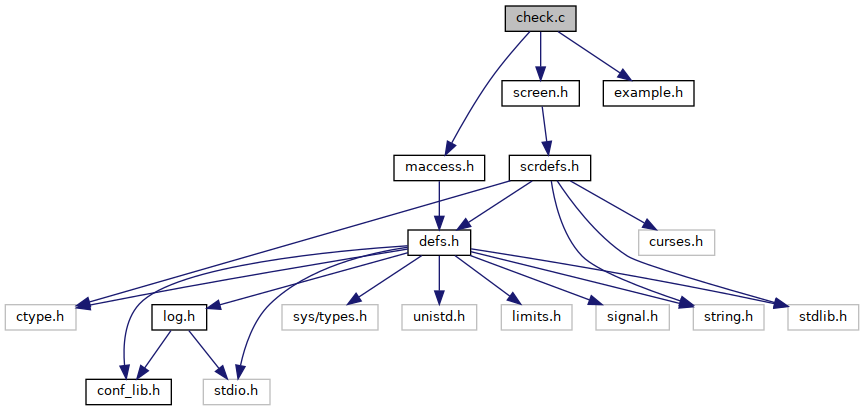 check.c
screen.h
example.h
maccess.h
scrdefs.h
defs.h
curses.h
ctype.h
log.h
sys/types.h
unistd.h
limits.h
signal.h
string.h
stdlib.h
conf_lib.h
stdio.h